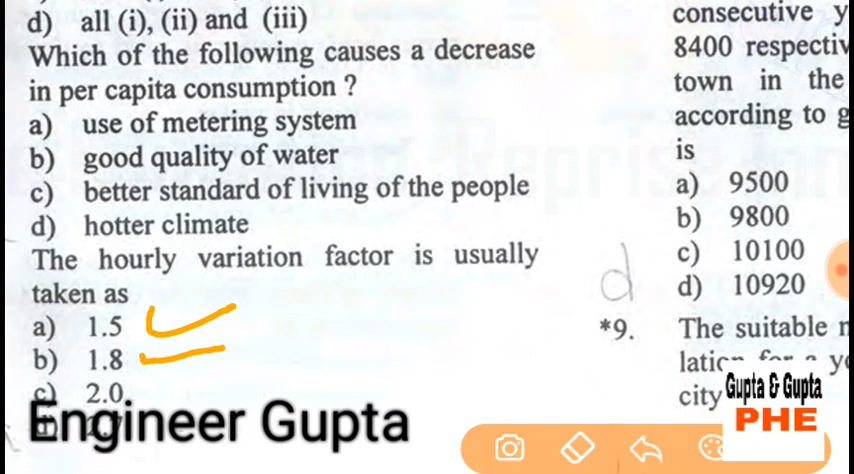 d) all (i), (ii) and (iii)
Which of the following causes a decrease
in per capita consumption ?
a) use of metering system
b) good quality of water
c) better standard of living of the people
d) hotter climate
The hourly variation factor is usually
taken as
a) 1.5
b) 1.8
c) 2.0
Engineer Gupta
consecutive y
8400 respectiv
town in the
according to g
is
a) 9500
b) 9800
c) 10100
d) 10920
d
*9. The suitable
city
Gupta & Gupta
PHE